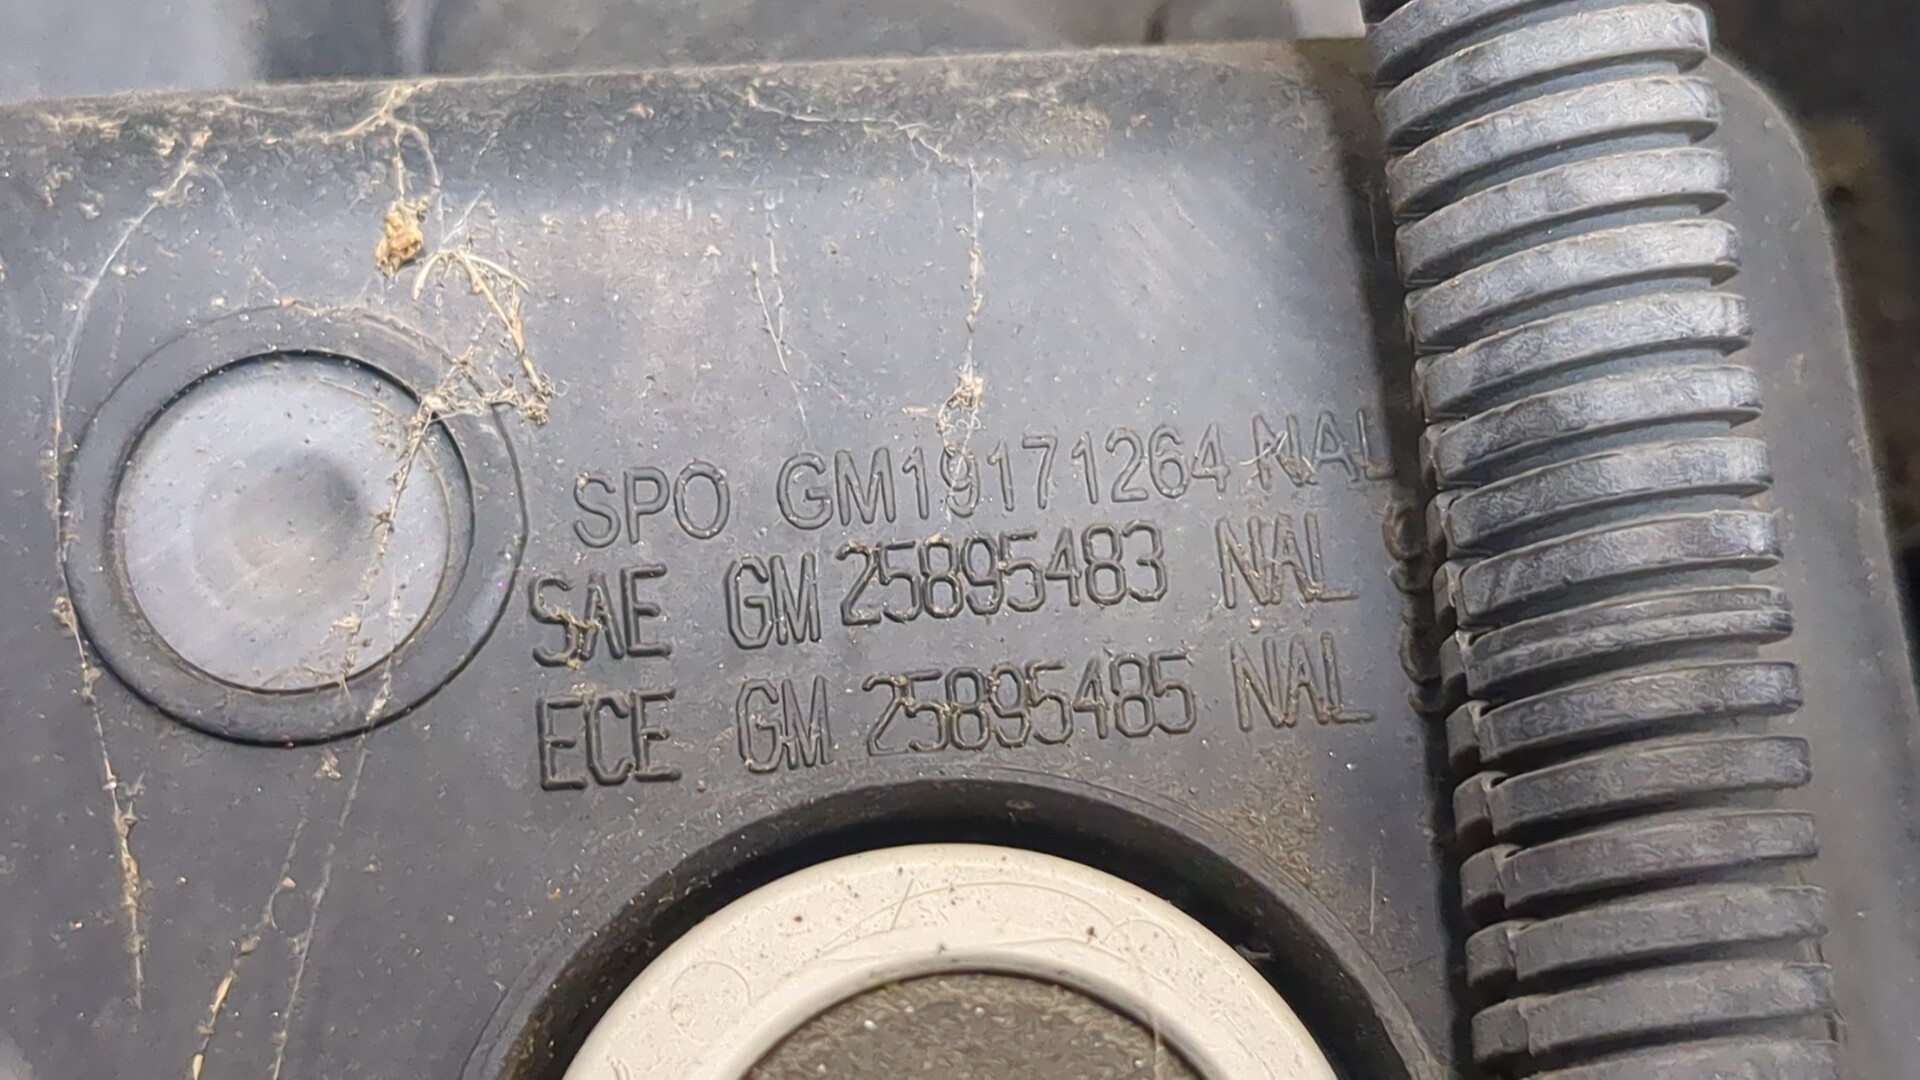 SPO GM19171264 NAL
SAE GM 25895483 NAL
ECE GM 25895485 NAL